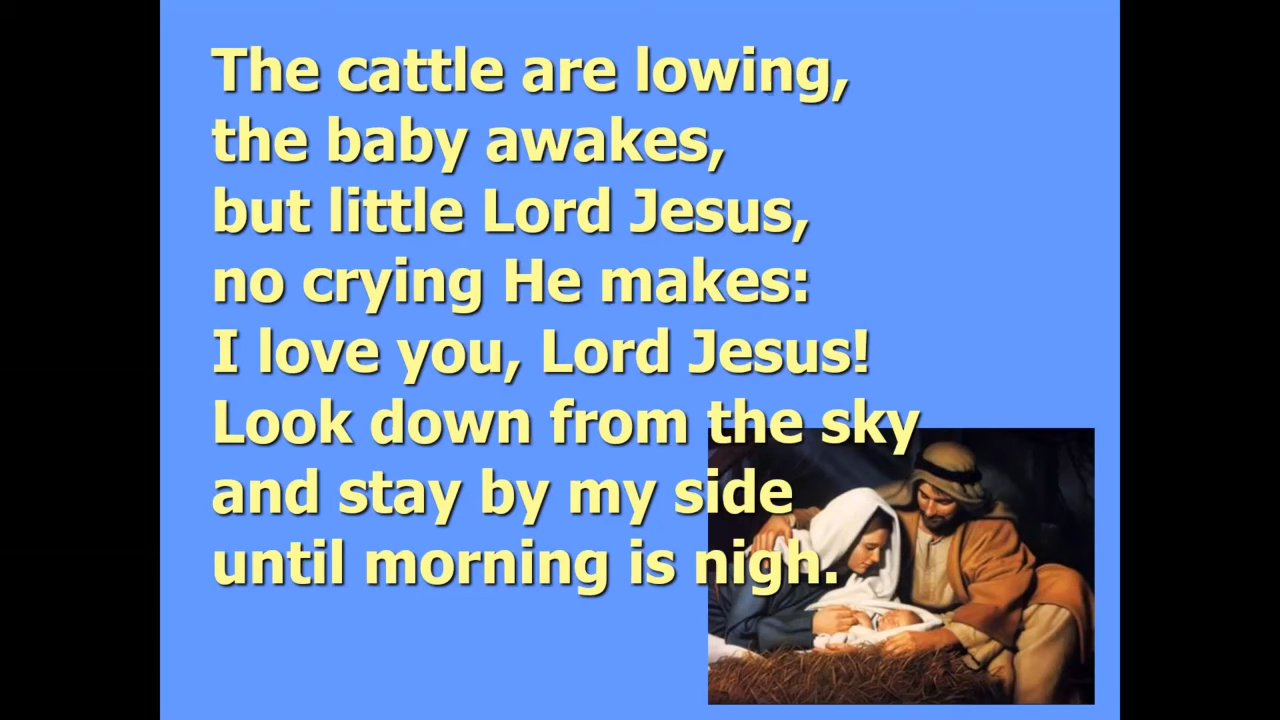 The cattle are lowing,
the baby awakes,
but little Lord Jesus,
no crying He makes:
I love you, Lord Jesus!
Look down from the sky
and stay by my side
until morning is nigh.